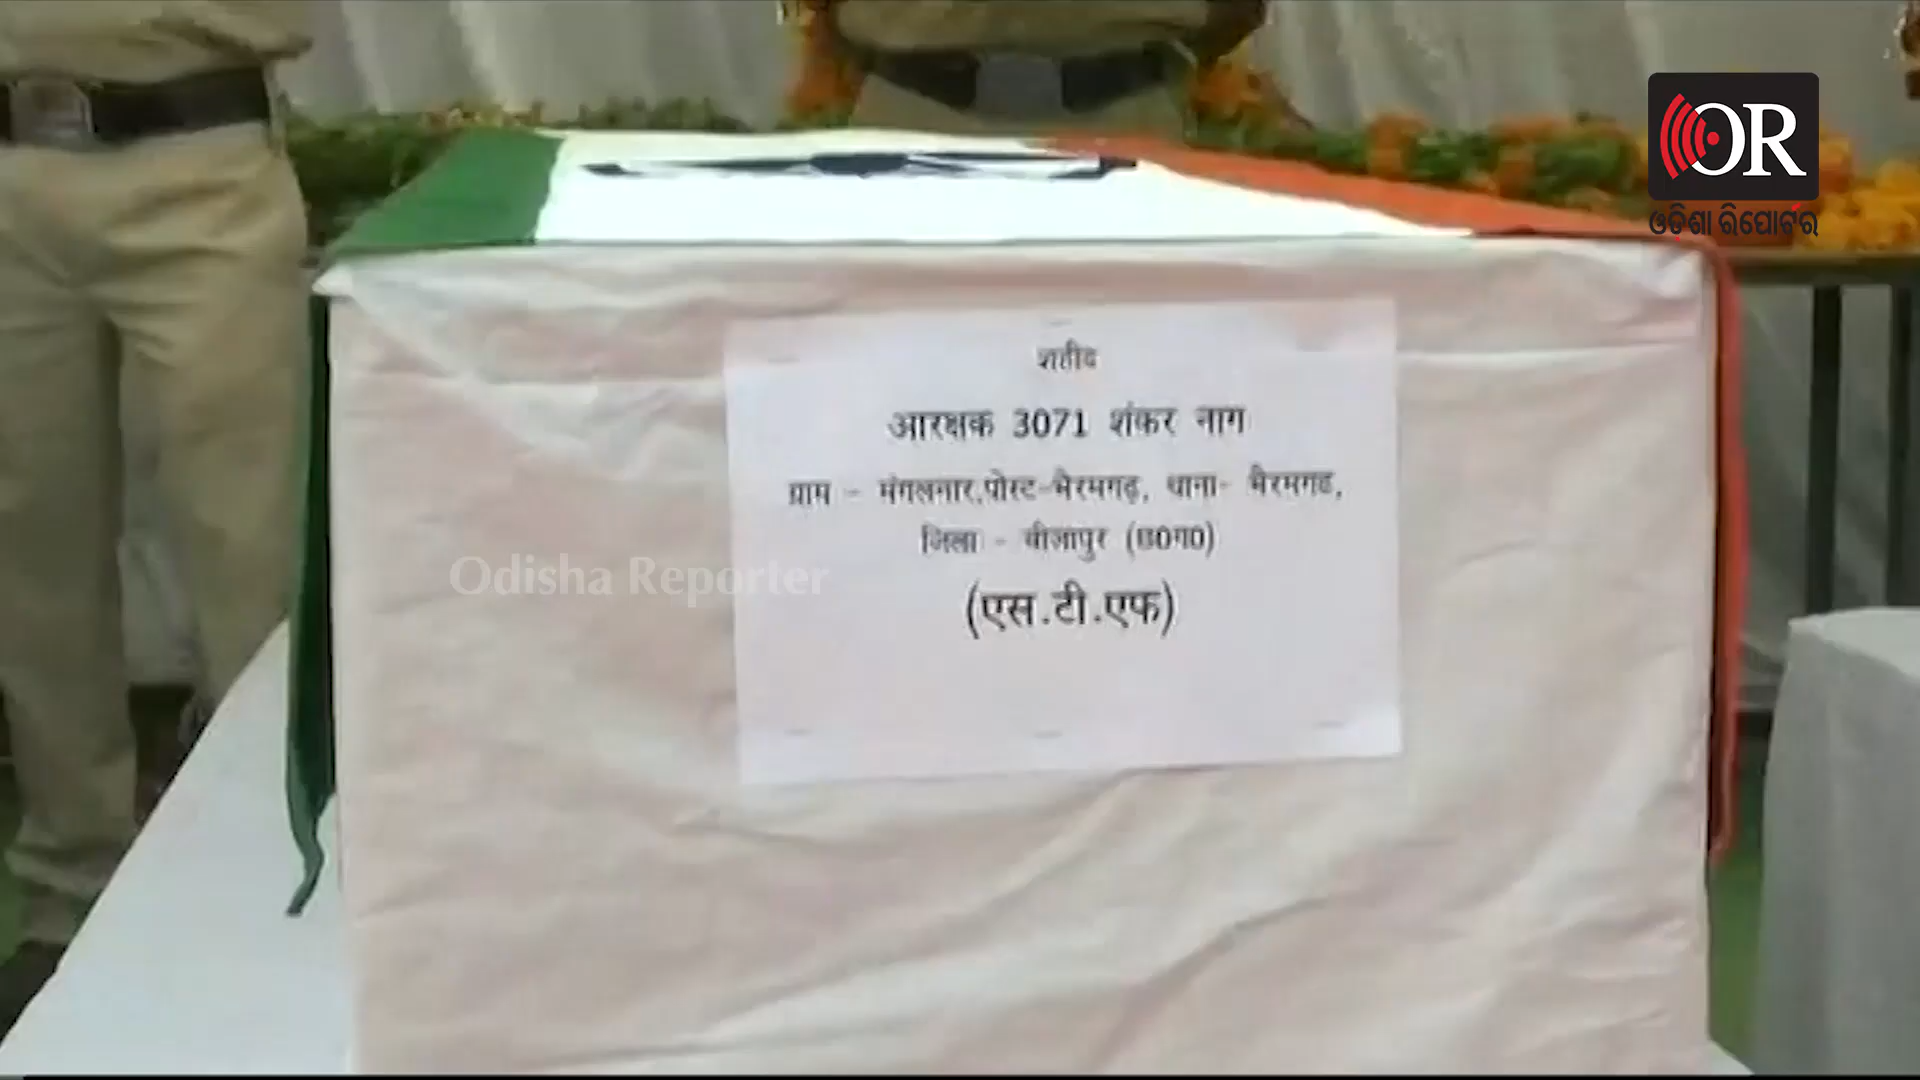 OR
ଓଡ଼ିଶା ରିପୋର୍ଟର
शहीद
आरक्षक 3071 शंकर नाग
ग्राम - मंगलनार,पोस्ट-भैरमगढ़, थाना- भैरमगढ,
जिला - बीजापुर (छ0ग0)
(एस.टी.एफ)
Odisha Reporter